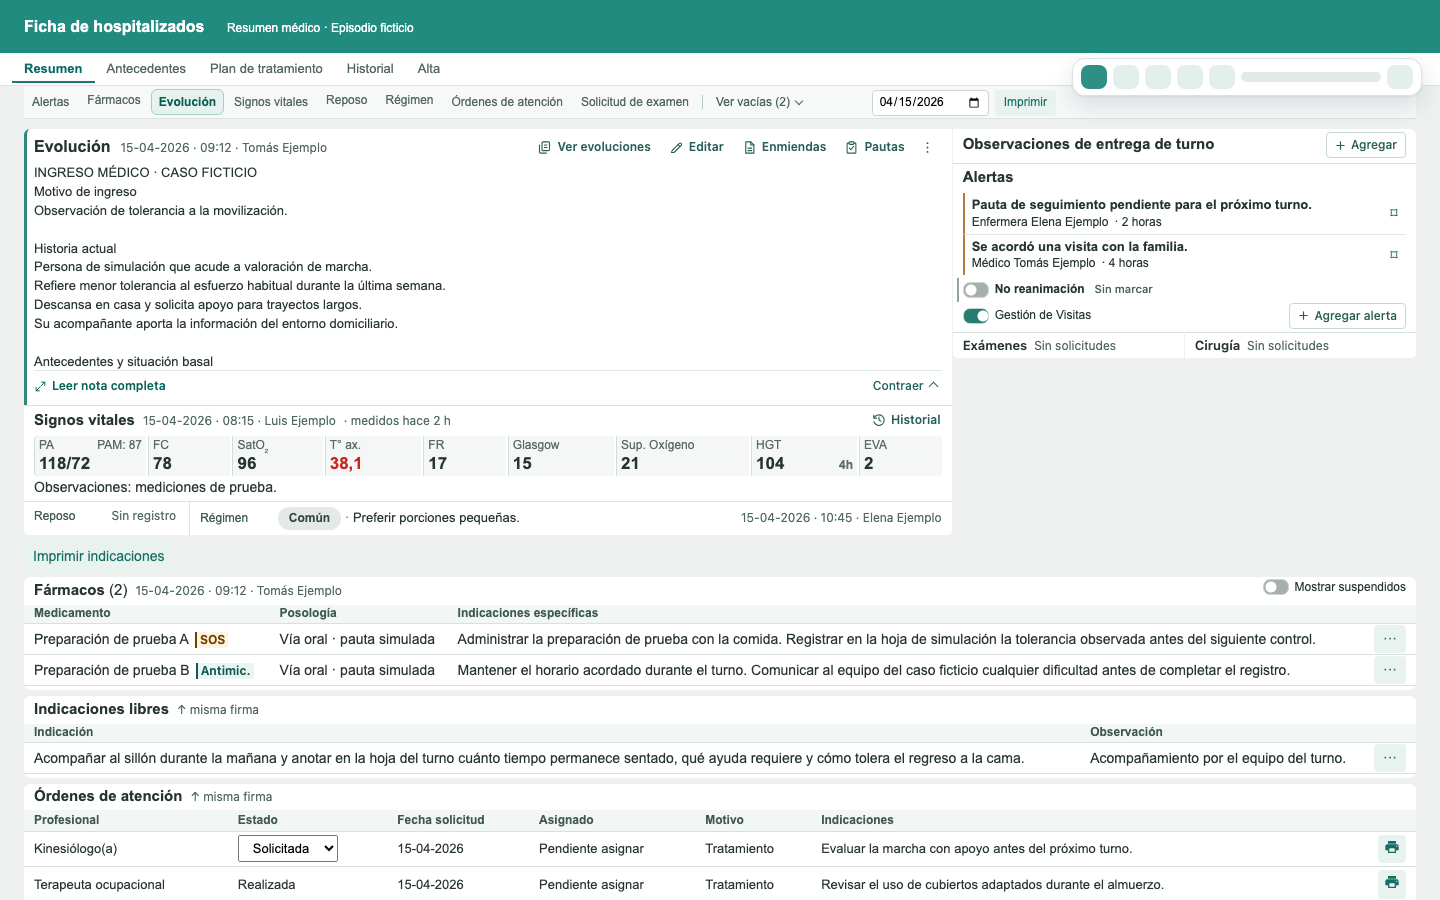 Ficha de hospitalizados Resumen médico · Episodio ficticio
Resumen Antecedentes Plan de tratamiento Historial Alta
Alertas Fármacos Evolución Signos vitales Reposo Régimen Órdenes de atención Solicitud de examen Ver vacías (2) 04/15/2026 Imprimir
Evolución 15-04-2026 · 09:12 · Tomás Ejemplo Ver evoluciones Editar Enmiendas Pautas
INGRESO MÉDICO · CASO FICTICIO
Motivo de ingreso
Observación de tolerancia a la movilización.
Historia actual
Persona de simulación que acude a valoración de marcha.
Refiere menor tolerancia al esfuerzo habitual durante la última semana.
Descansa en casa y solicita apoyo para trayectos largos.
Su acompañante aporta la información del entorno domiciliario.
Antecedentes y situación basal
Leer nota completa Contraer
Observaciones de entrega de turno + Agregar
Alertas
Pauta de seguimiento pendiente para el próximo turno.
Enfermera Elena Ejemplo · 2 horas
Se acordó una visita con la familia.
Médico Tomás Ejemplo · 4 horas
No reanimación Sin marcar
Gestión de Visitas + Agregar alerta
Exámenes Sin solicitudes Cirugía Sin solicitudes
Signos vitales 15-04-2026 · 08:15 · Luis Ejemplo · medidos hace 2 h Historial
PA PAM: 87 FC SatO2 T° ax. FR Glasgow Sup. Oxígeno HGT EVA
118/72 78 96 38,1 17 15 21 104 4h 2
Observaciones: mediciones de prueba.
Reposo Sin registro Régimen Común · Preferir porciones pequeñas. 15-04-2026 · 10:45 · Elena Ejemplo
Imprimir indicaciones
Fármacos (2) 15-04-2026 · 09:12 · Tomás Ejemplo Mostrar suspendidos
Medicamento Posología Indicaciones específicas
Preparación de prueba A SOS Vía oral · pauta simulada Administrar la preparación de prueba con la comida. Registrar en la hoja de simulación la tolerancia observada antes del siguiente control.
Preparación de prueba B Antimic. Vía oral · pauta simulada Mantener el horario acordado durante el turno. Comunicar al equipo del caso ficticio cualquier dificultad antes de completar el registro.
Indicaciones libres ↑ misma firma
Indicación Observación
Acompañar al sillón durante la mañana y anotar en la hoja del turno cuánto tiempo permanece sentado, qué ayuda requiere y cómo tolera el regreso a la cama. Acompañamiento por el equipo del turno.
Órdenes de atención ↑ misma firma
Profesional Estado Fecha solicitud Asignado Motivo Indicaciones
Kinesiólogo(a) Solicitada 15-04-2026 Pendiente asignar Tratamiento Evaluar la marcha con apoyo antes del próximo turno.
Terapeuta ocupacional Realizada 15-04-2026 Pendiente asignar Tratamiento Revisar el uso de cubiertos adaptados durante el almuerzo.